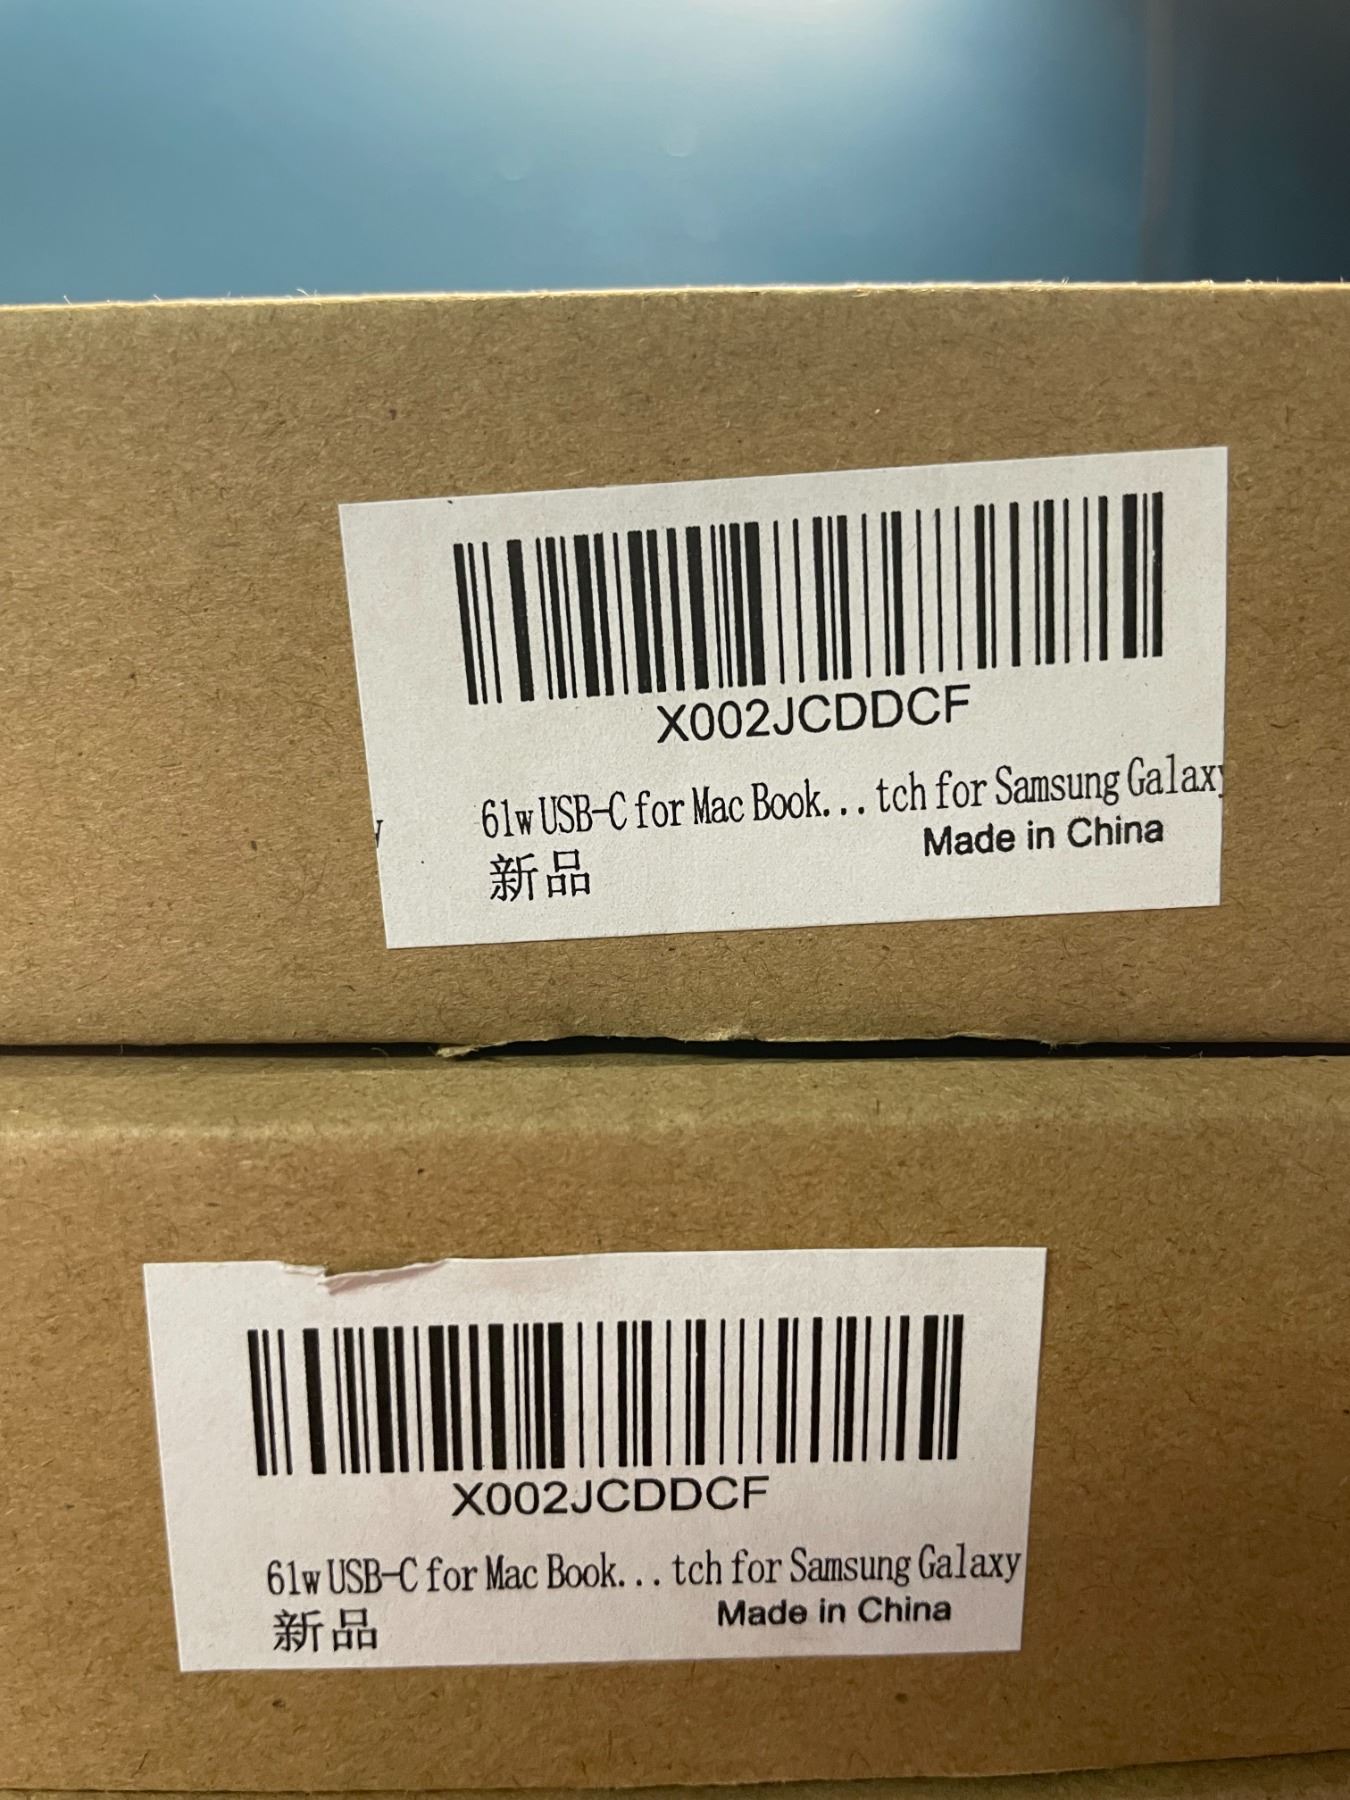 X002JCDDCF
61w USB-C for Mac Book... tch for Samsung Galaxy
新品
Made in China
X002JCDDCF
61w USB-C for Mac Book... tch for Samsung Galaxy
新品
Made in China